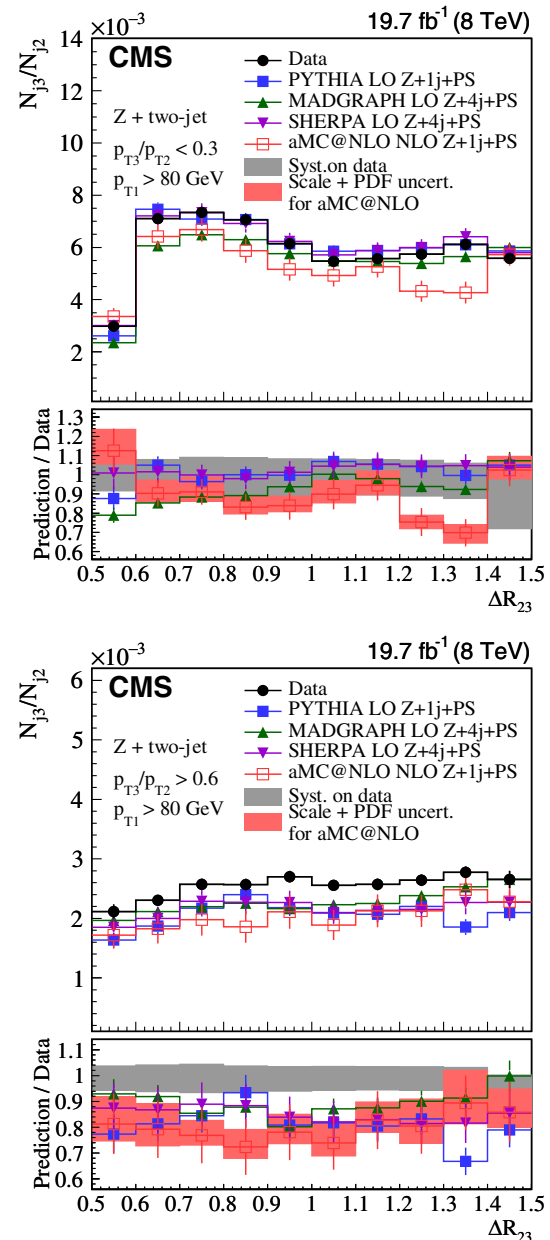 ×10⁻³
19.7 fb⁻¹ (8 TeV)
N_j3/N_j2
14
12
10
8
6
4
2
CMS
Z + two-jet
p_T3/p_T2 < 0.3
p_T1 > 80 GeV
Data
PYTHIA LO Z+1j+PS
MADGRAPH LO Z+4j+PS
SHERPA LO Z+4j+PS
aMC@NLO NLO Z+1j+PS
Syst.on data
Scale + PDF uncert.
for aMC@NLO
Prediction / Data
1.3
1.2
1.1
1.0
0.9
0.8
0.7
0.6
0.5 0.6 0.7 0.8 0.9 1 1.1 1.2 1.3 1.4 1.5
ΔR₂₃
×10⁻³
19.7 fb⁻¹ (8 TeV)
N_j3/N_j2
6
5
4
3
2
1
CMS
Z + two-jet
p_T3/p_T2 > 0.6
p_T1 > 80 GeV
Data
PYTHIA LO Z+1j+PS
MADGRAPH LO Z+4j+PS
SHERPA LO Z+4j+PS
aMC@NLO NLO Z+1j+PS
Syst. on data
Scale + PDF uncert.
for aMC@NLO
Prediction / Data
1.1
1
0.9
0.8
0.7
0.6
0.5 0.6 0.7 0.8 0.9 1 1.1 1.2 1.3 1.4 1.5
ΔR₂₃